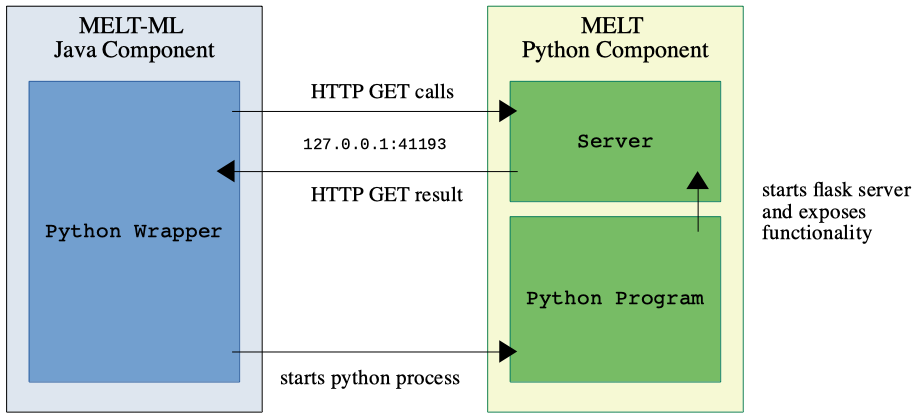 MELT-ML
Java Component
Python Wrapper
HTTP GET calls
127.0.0.1:41193
HTTP GET result
starts python process
MELT
Python Component
Server
Python Program
starts flask server
and exposes
functionality